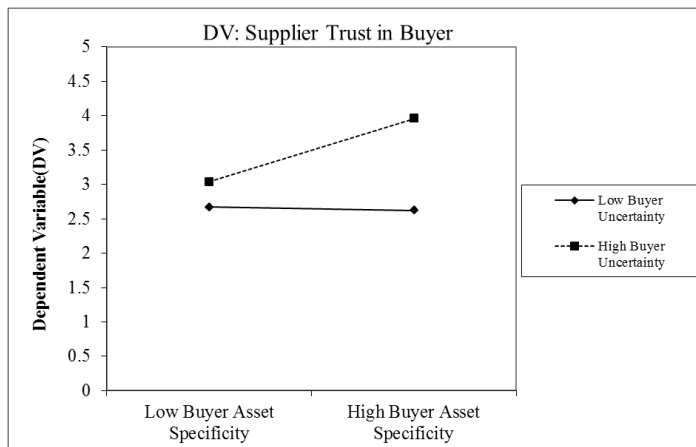 DV: Supplier Trust in Buyer
5
4.5
4
3.5
3
2.5
2
1.5
1
0.5
0
Dependent Variable(DV)
Low Buyer Asset
Specificity
High Buyer Asset
Specificity
Low Buyer
Uncertainty
High Buyer
Uncertainty